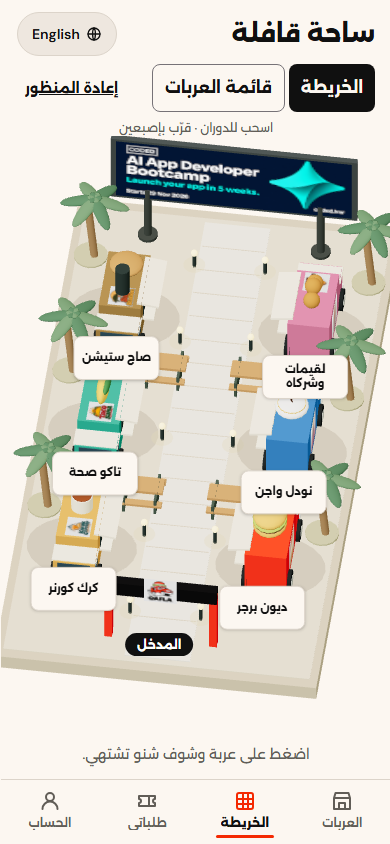 ساحة قافلة
English
الخريطة
قائمة العربات
إعادة المنظور
اسحب للدوران · قرّب بإصبعين
CODED
AI App Developer
Bootcamp
Launch your app in 5 weeks.
صاج ستيشن
لقيمات
وشركاه
تاكو صحة
نودل واجن
كرك كورنر
ديون برجر
المدخل
اضغط على عربة وشوف شنو تشتهي.
العربات
الخريطة
طلباتي
الحساب